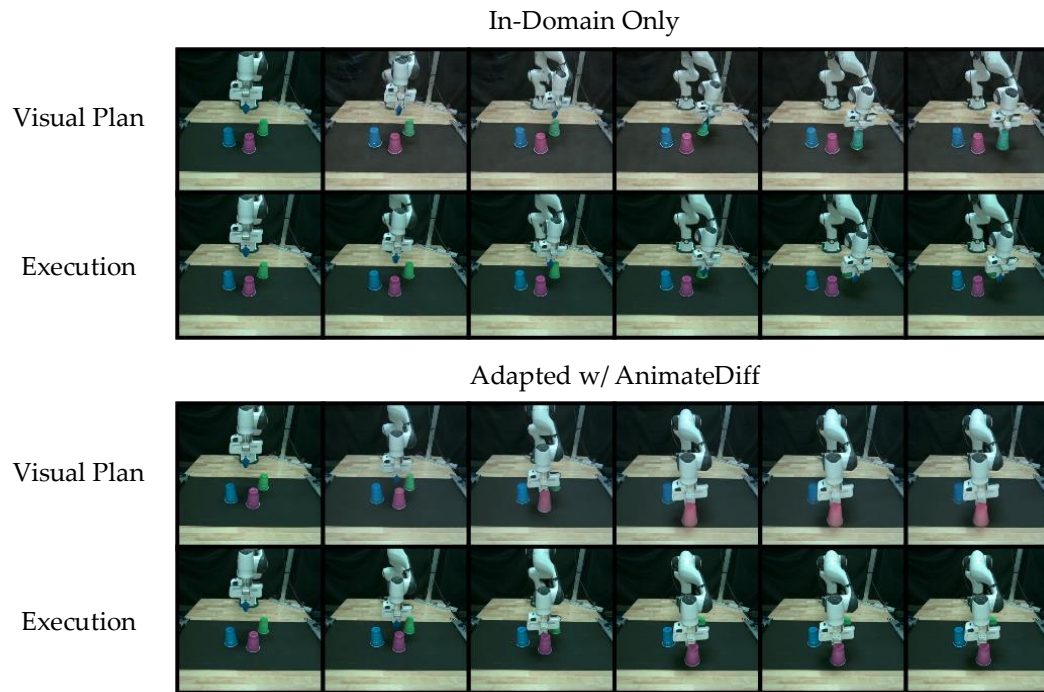 In-Domain Only
Visual Plan
Execution
Adapted w/ AnimateDiff
Visual Plan
Execution